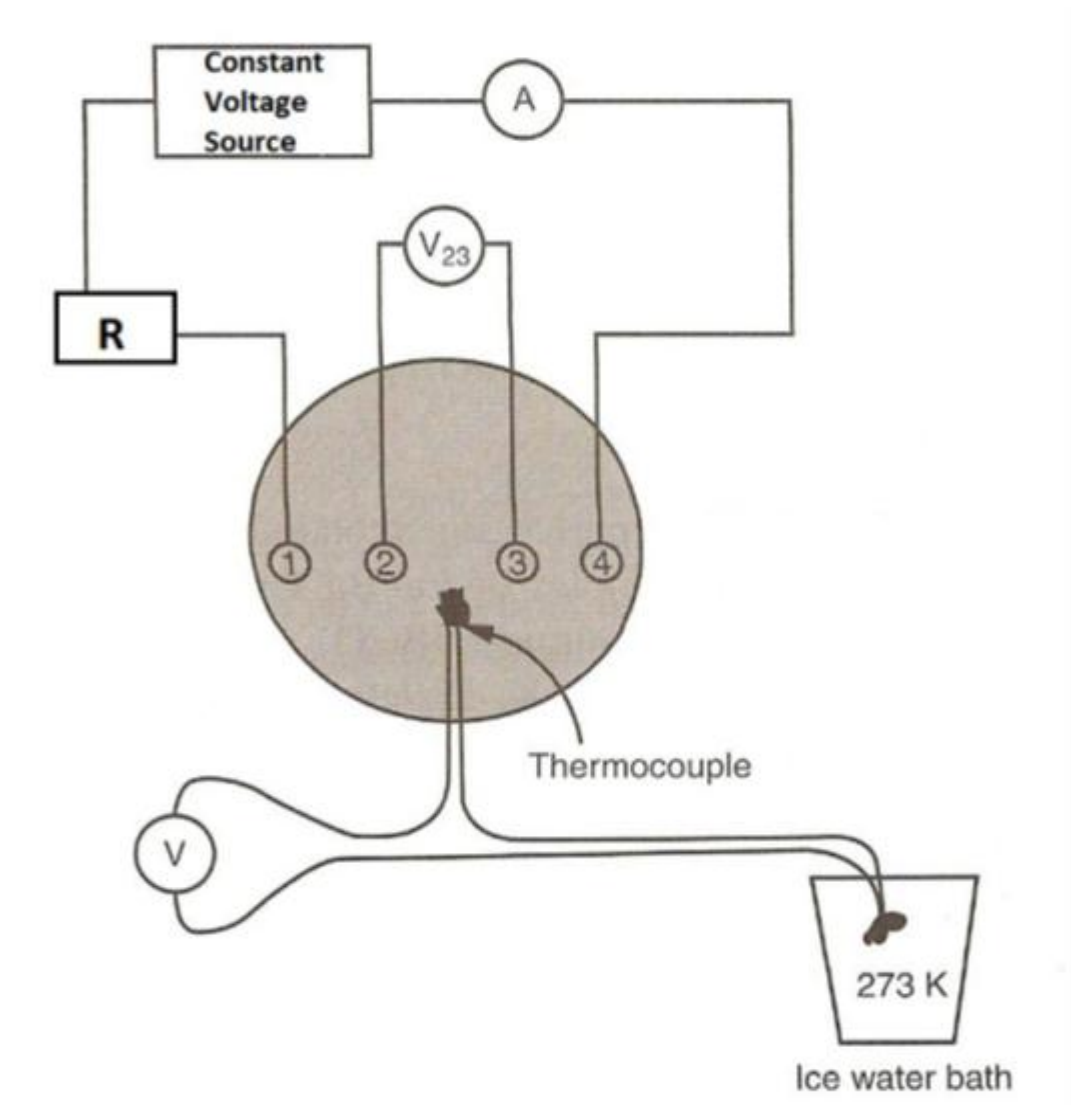 Constant
Voltage
Source
A
V23
R
1 2 3 4
Thermocouple
V
273 K
Ice water bath